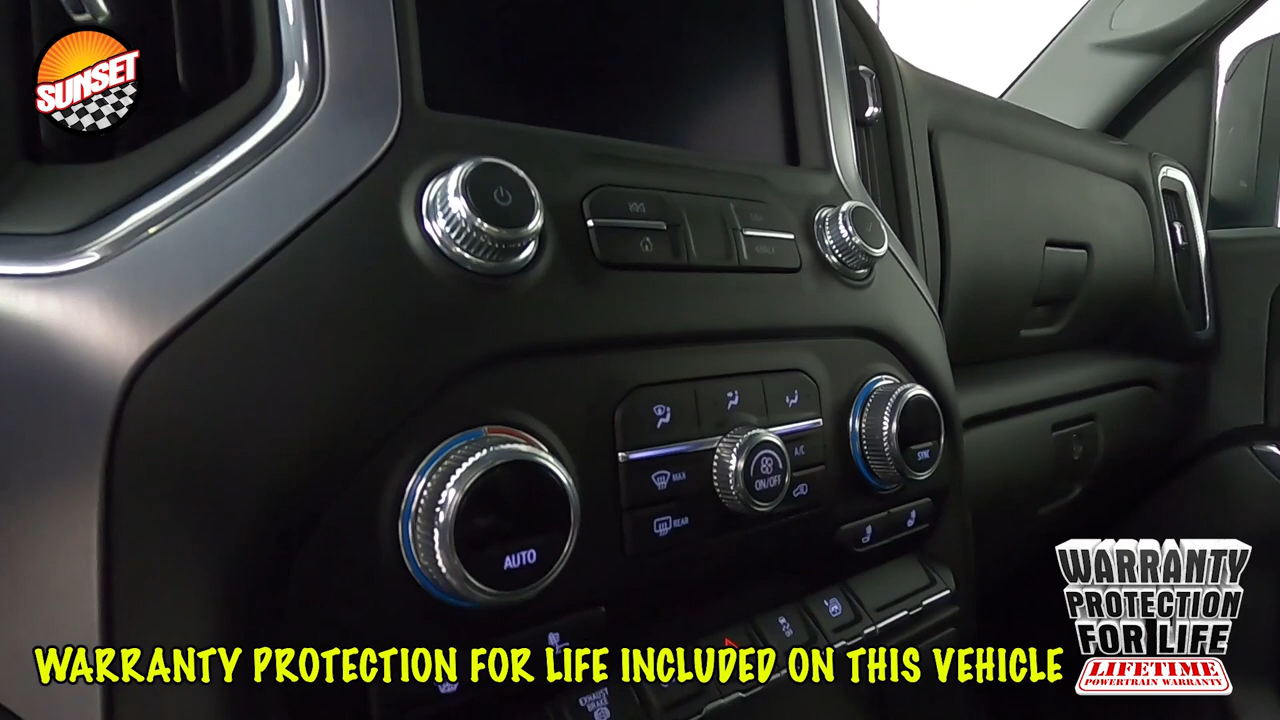 SUNSET
MAX
A/C
ON/OFF
SYNC
REAR
AUTO
EXHAUST
BRAKE
WARRANTY PROTECTION FOR LIFE INCLUDED ON THIS VEHICLE
WARRANTY
PROTECTION
FOR LIFE
LIFETIME
POWERTRAIN WARRANTY